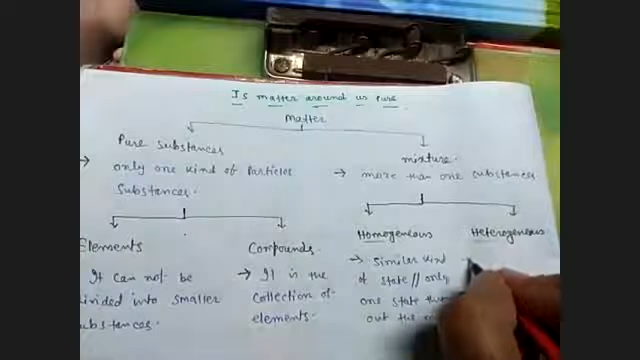 Is matter around us Pure
matter
Pure Substances
only one kind of Particles
Substances.
mixture.
→ more than one substances
Elements
It can not be
divided into smaller
substances.
Compounds.
→ It is the
collection of
elements.
Homogeneous
→ Similar kind
of state // only
one state
out the
Heterogeneous